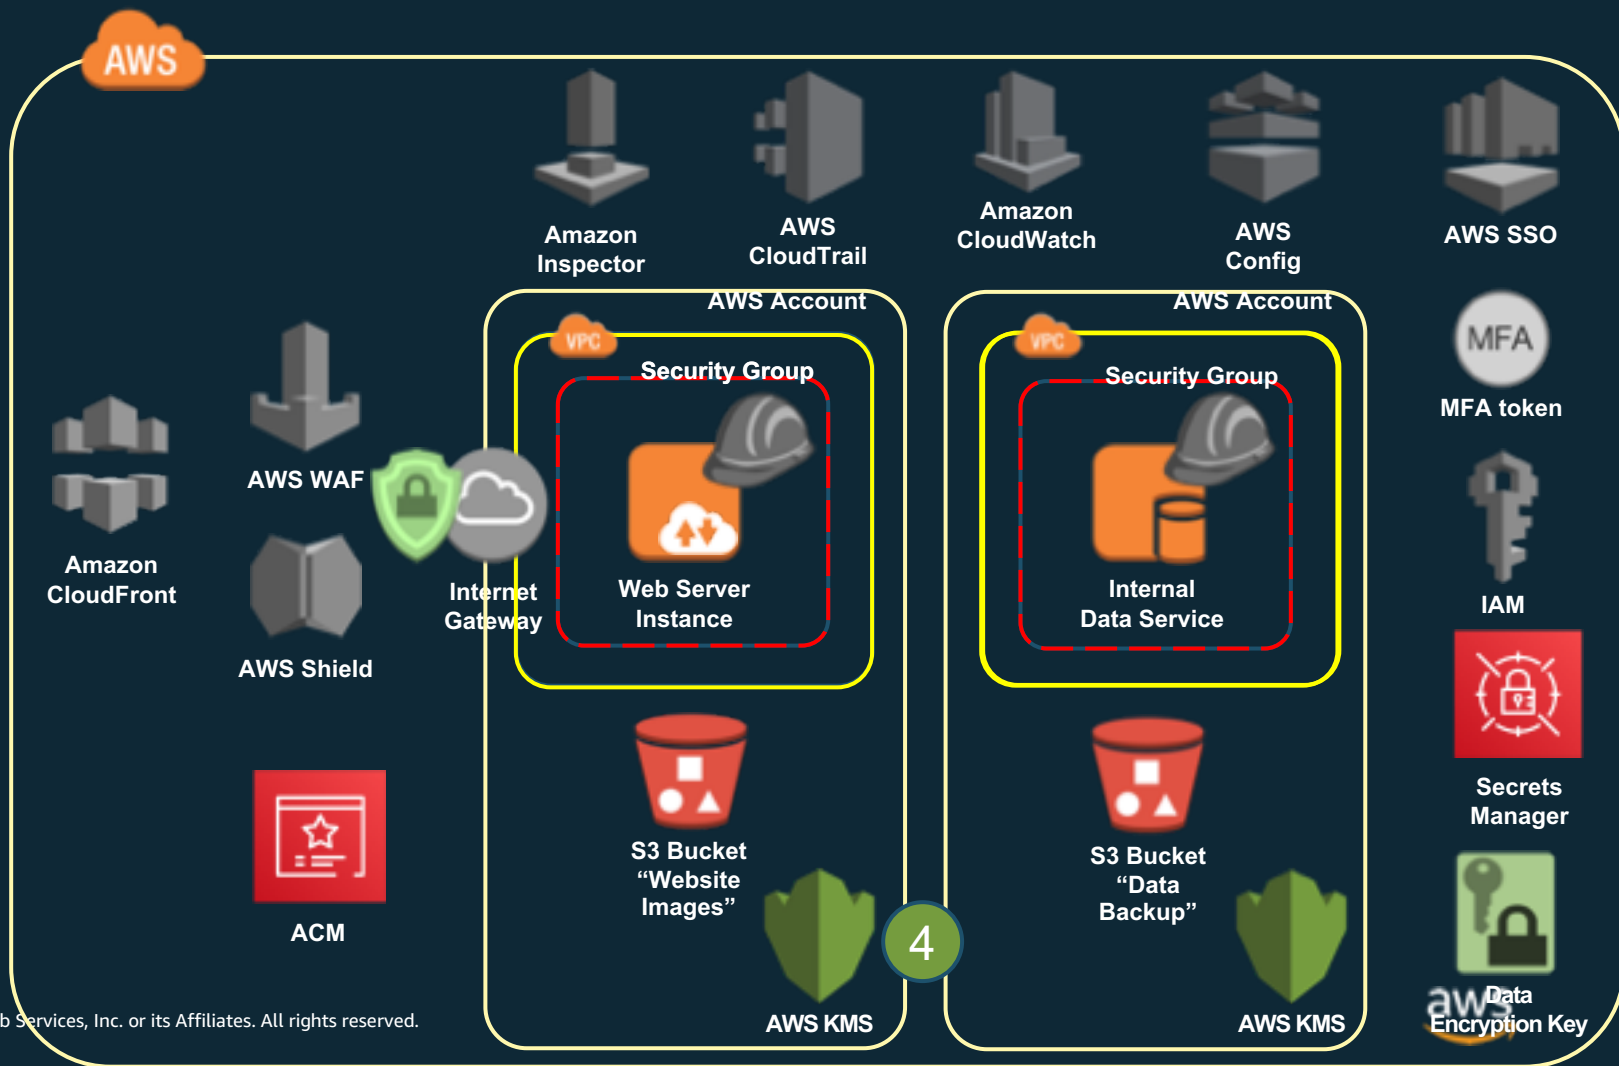 AWS
Amazon
Inspector
AWS
CloudTrail
Amazon
CloudWatch
AWS
Config
AWS SSO
AWS Account
AWS Account
VPC
VPC
Security Group
Security Group
MFA
MFA token
AWS WAF
Amazon
CloudFront
AWS Shield
Internet
Gateway
Web Server
Instance
Internal
Data Service
IAM
Secrets
Manager
ACM
S3 Bucket
“Website
Images”
S3 Bucket
“Data
Backup”
4
AWS KMS
AWS KMS
aws
Data
Encryption Key
b Services, Inc. or its Affiliates. All rights reserved.